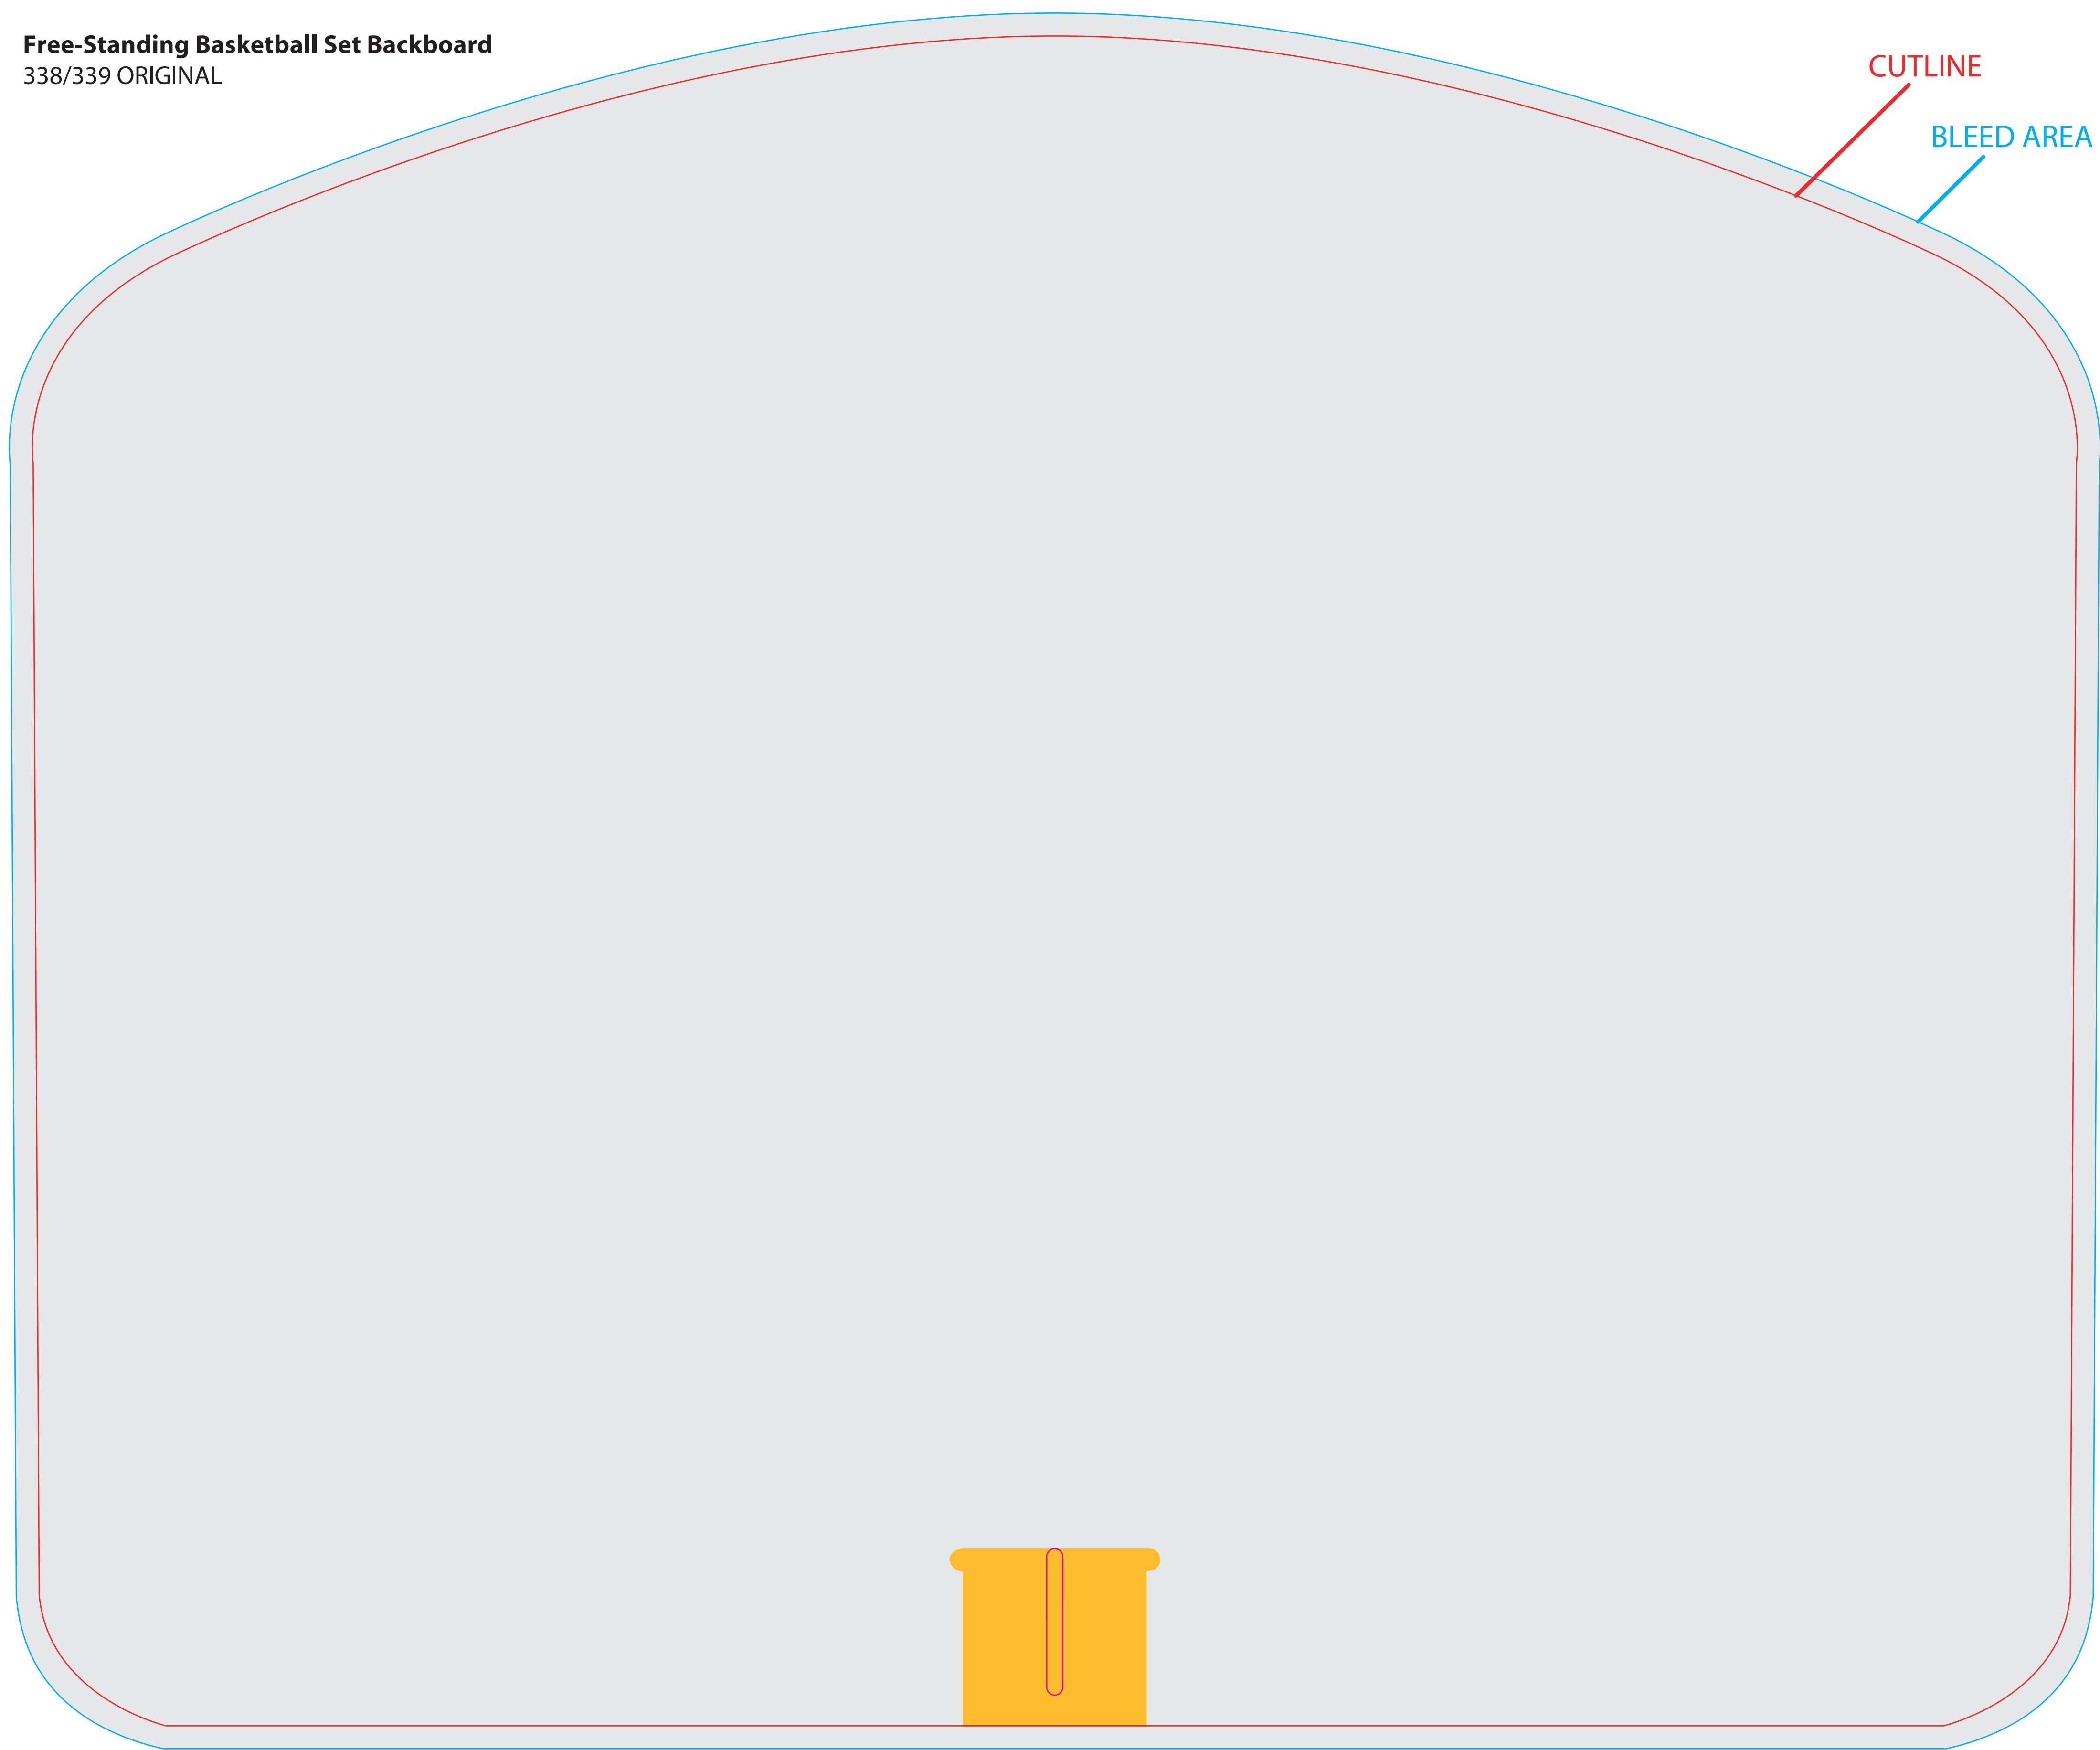 Free-Standing Basketball Set Backboard
338/339 ORIGINAL
CUTLINE
BLEED AREA